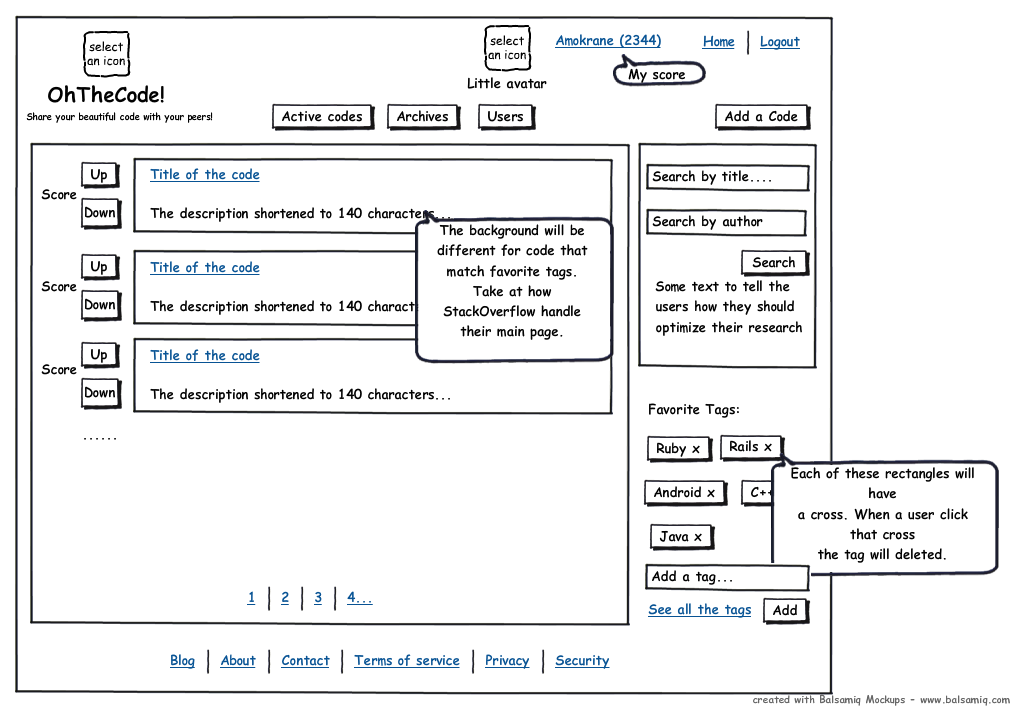 select
an icon
OhTheCode!
Share your beautiful code with your peers!
select
an icon
Little avatar
Amokrane (2344)
My score
Home
Logout
Active codes
Archives
Users
Add a Code
Score
Up
Down
Title of the code
The description shortened to 140 characters...
Score
Up
Down
Title of the code
The description shortened to 140
Score
Up
Down
Title of the code
The description shortened to 140 characters...
......
The background will be
different for code that
match favorite tags.
Take at how
StackOverflow handle
their main page.
1 2 3 4...
Search by title....
Search by author
Search
Some text to tell the
users how they should
optimize their research
Favorite Tags:
Ruby x
Rails x
Android x
C++
Java x
Each of these rectangles will
have
a cross. When a user click
that cross
the tag will deleted.
Add a tag...
See all the tags
Add
Blog About Contact Terms of service Privacy Security
created with Balsamiq Mockups - www.balsamiq.com